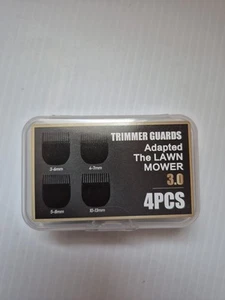 TRIMMER GUARDS
Adapted
The LAWN
MOWER
3.0
4PCS